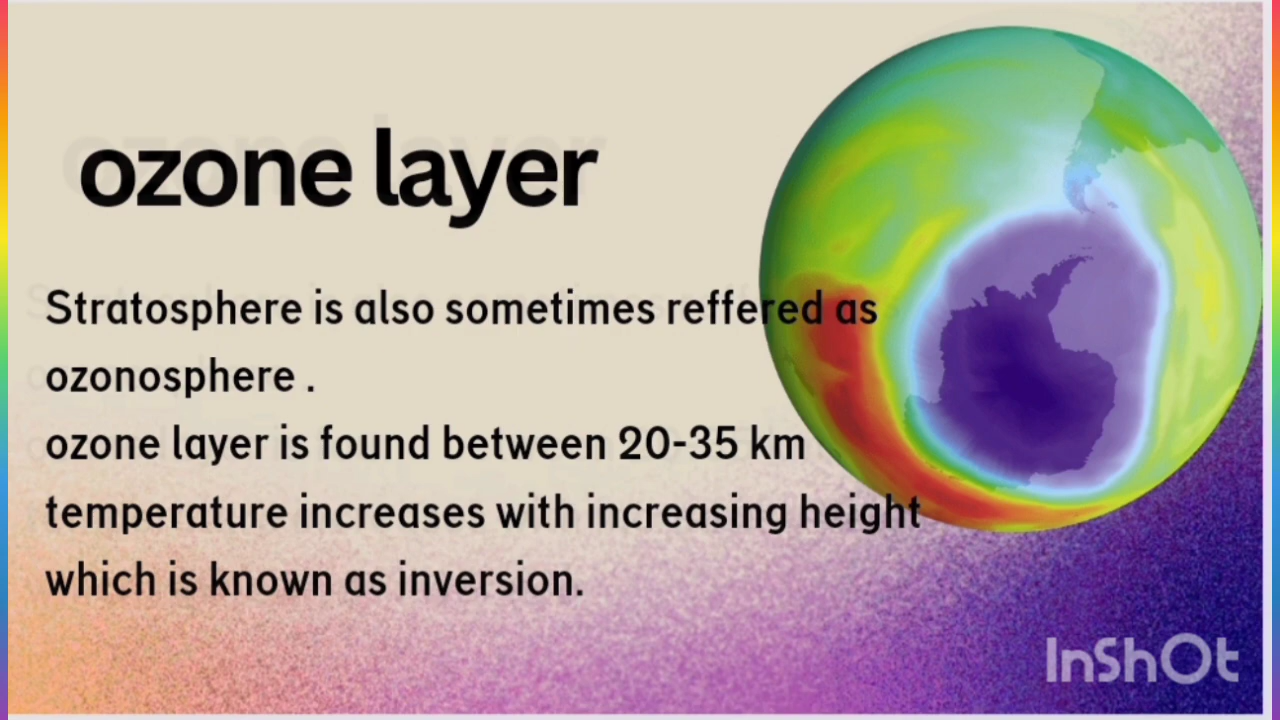 ozone layer
Stratosphere is also sometimes reffered as
ozonosphere .
ozone layer is found between 20-35 km
temperature increases with increasing height
which is known as inversion.
InShOt